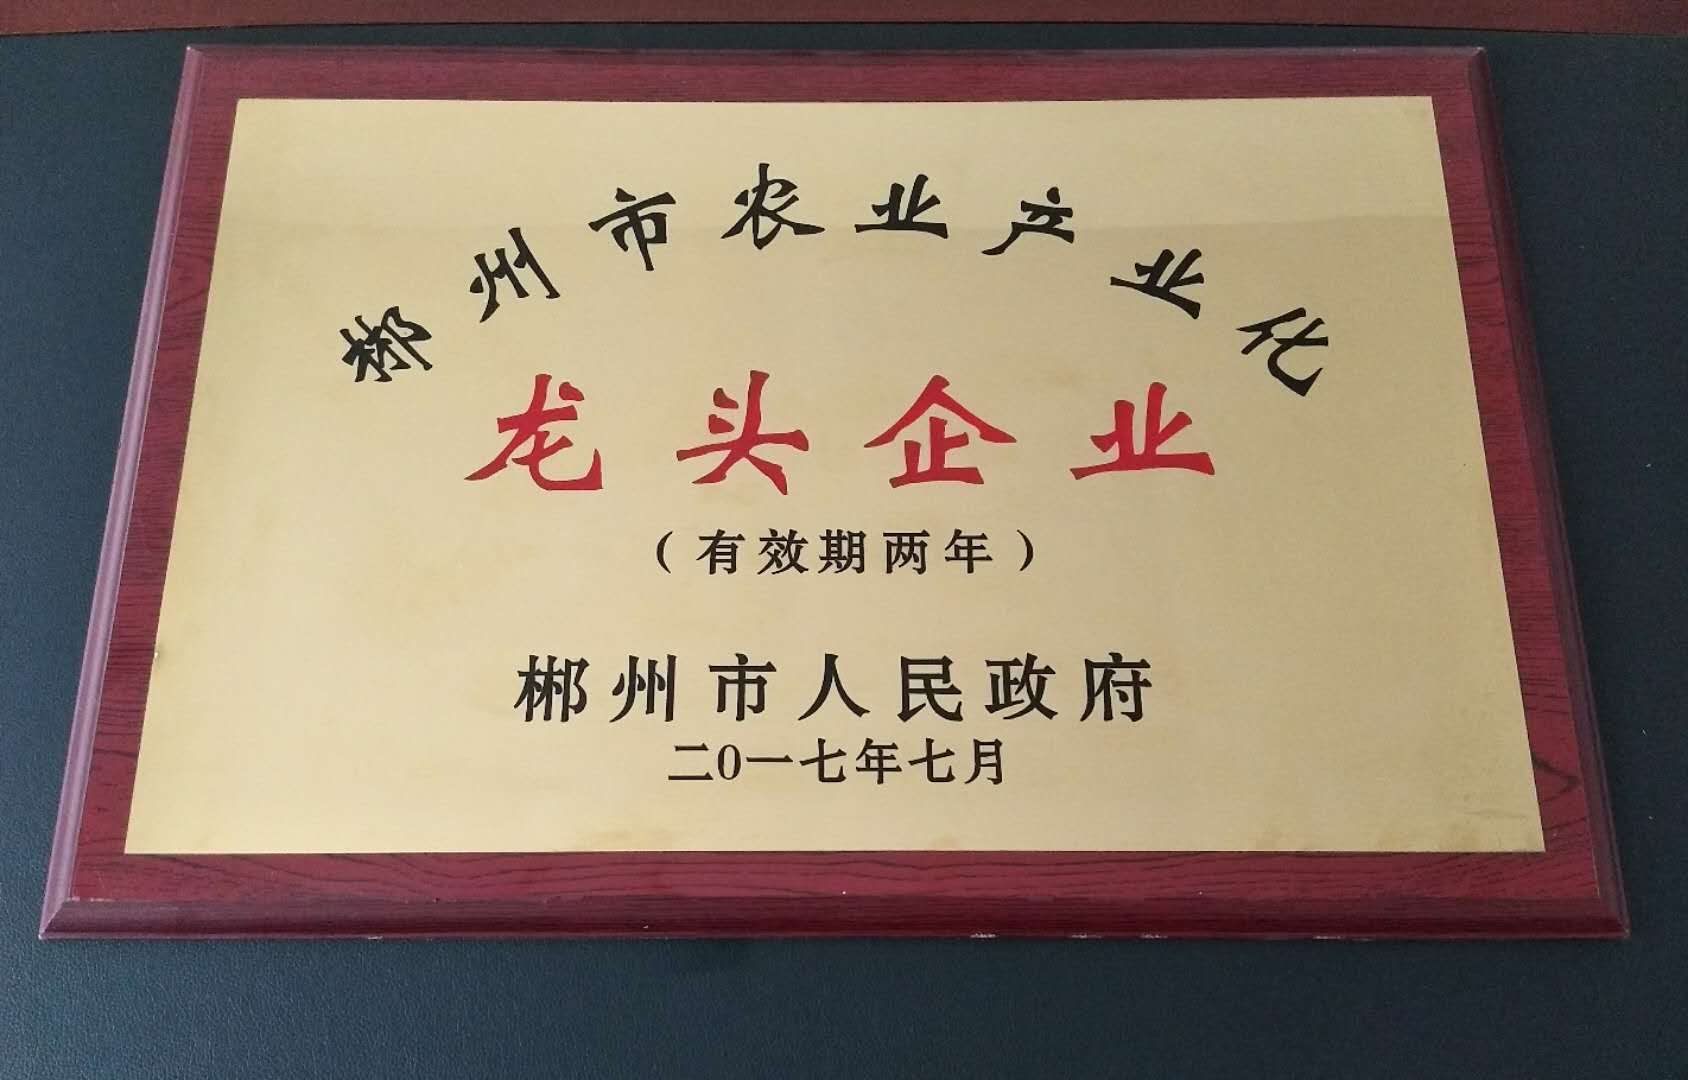 郴州市农业产业化
龙头企业
（有效期两年）
郴州市人民政府
二0一七年七月